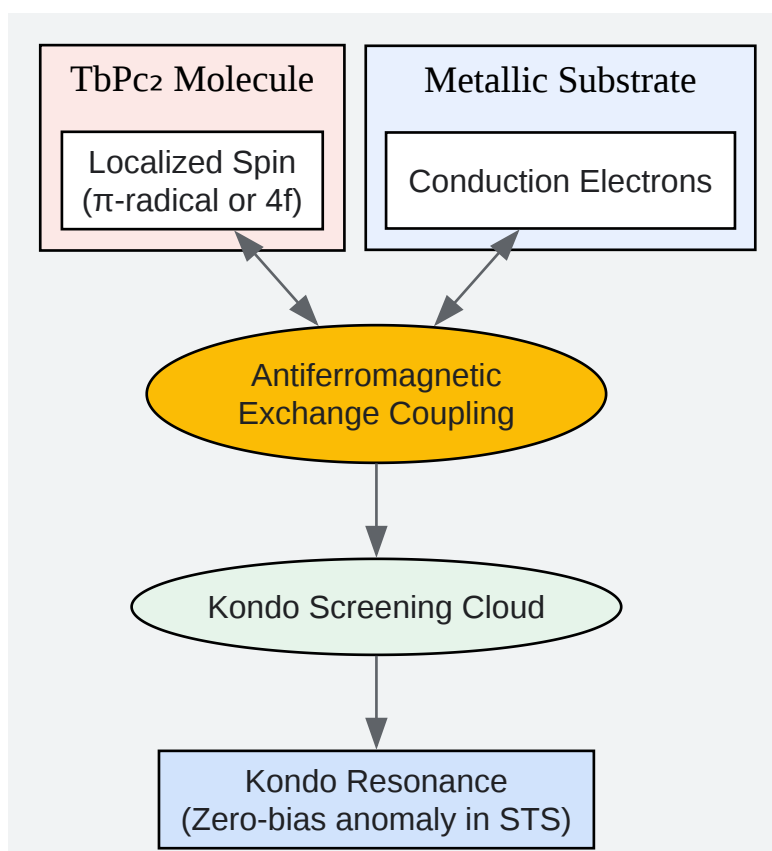 TbPc₂ Molecule
Localized Spin
(π-radical or 4f)
Metallic Substrate
Conduction Electrons
Antiferromagnetic
Exchange Coupling
Kondo Screening Cloud
Kondo Resonance
(Zero-bias anomaly in STS)